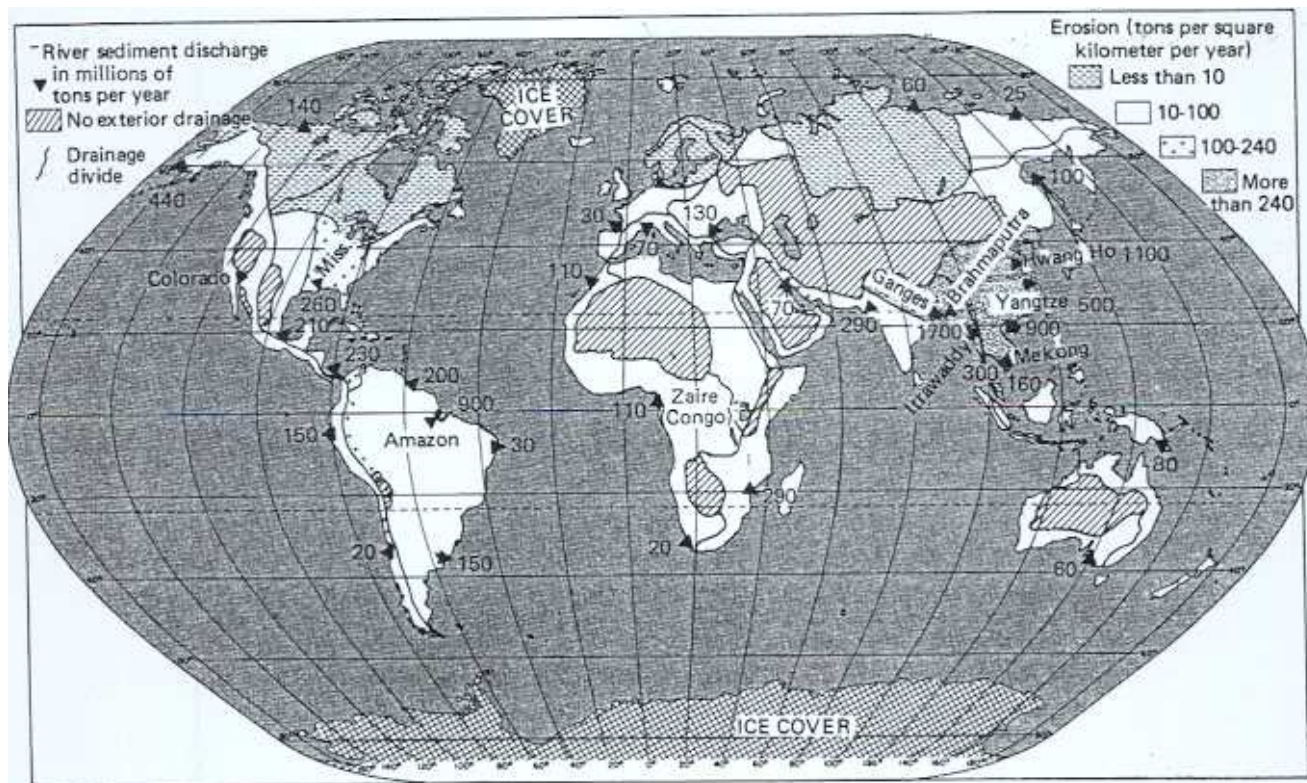 River sediment discharge
in millions of
tons per year
No exterior drainage
Drainage
divide
Erosion (tons per square
kilometer per year)
Less than 10
10-100
100-240
More
than 240
ICE
COVER
140
60
25
440
100
30
130
70
Colorado
Miss.
110
Ganges
Brahmaputra
Hwang Ho 1100
260
210
70
290
Yangtze
500
1700
900
230
Irrawaddy
Mekong
300
160
200
110
Zaire
Congo
900
150
Amazon
30
80
290
20
150
20
60
ICE COVER